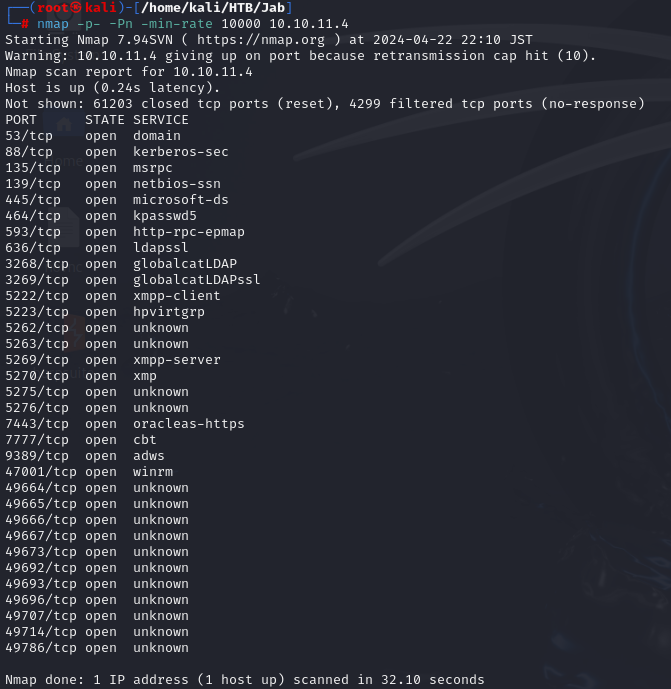 ┌──(root㉿kali)-[/home/kali/HTB/Jab]
└─# nmap -p- -Pn -min-rate 10000 10.10.11.4
Starting Nmap 7.94SVN ( https://nmap.org ) at 2024-04-22 22:10 JST
Warning: 10.10.11.4 giving up on port because retransmission cap hit (10).
Nmap scan report for 10.10.11.4
Host is up (0.24s latency).
Not shown: 61203 closed tcp ports (reset), 4299 filtered tcp ports (no-response)
PORT      STATE SERVICE
53/tcp    open  domain
88/tcp    open  kerberos-sec
135/tcp   open  msrpc
139/tcp   open  netbios-ssn
445/tcp   open  microsoft-ds
464/tcp   open  kpasswd5
593/tcp   open  http-rpc-epmap
636/tcp   open  ldapssl
3268/tcp  open  globalcatLDAP
3269/tcp  open  globalcatLDAPssl
5222/tcp  open  xmpp-client
5223/tcp  open  hpvirtgrp
5262/tcp  open  unknown
5263/tcp  open  unknown
5269/tcp  open  xmpp-server
5270/tcp  open  xmp
5275/tcp  open  unknown
5276/tcp  open  unknown
7443/tcp  open  oracleas-https
7777/tcp  open  cbt
9389/tcp  open  adws
47001/tcp open  winrm
49664/tcp open  unknown
49665/tcp open  unknown
49666/tcp open  unknown
49667/tcp open  unknown
49673/tcp open  unknown
49692/tcp open  unknown
49693/tcp open  unknown
49696/tcp open  unknown
49707/tcp open  unknown
49714/tcp open  unknown
49786/tcp open  unknown

Nmap done: 1 IP address (1 host up) scanned in 32.10 seconds